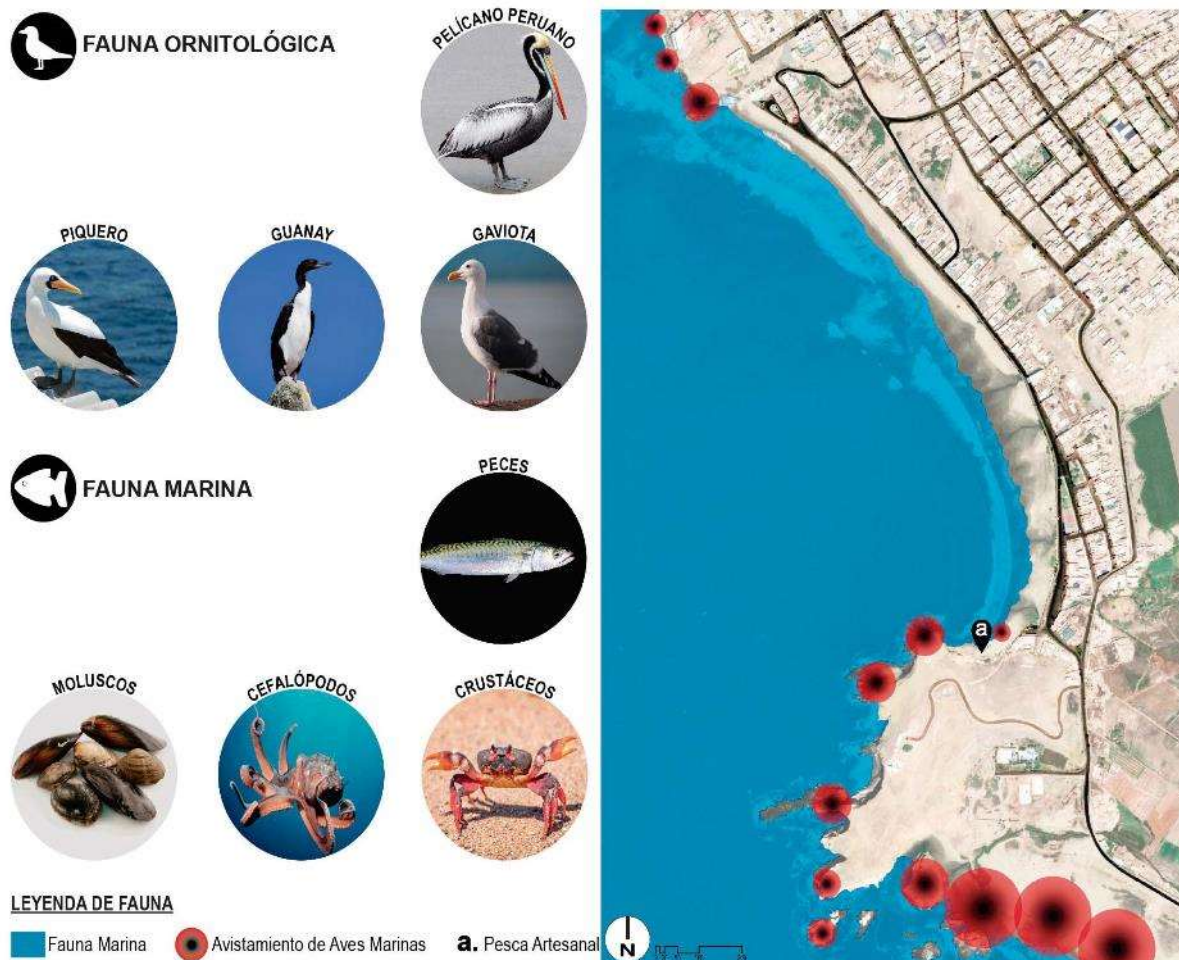 FAUNA ORNITOLÓGICA
PELÍCANO PERUANO
PIQUERO
GUANAY
GAVIOTA
FAUNA MARINA
PECES
MOLUSCOS
CEFALÓPODOS
CRUSTÁCEOS
LEYENDA DE FAUNA
Fauna Marina
Avistamiento de Aves Marinas
a. Pesca Artesanal
a
N